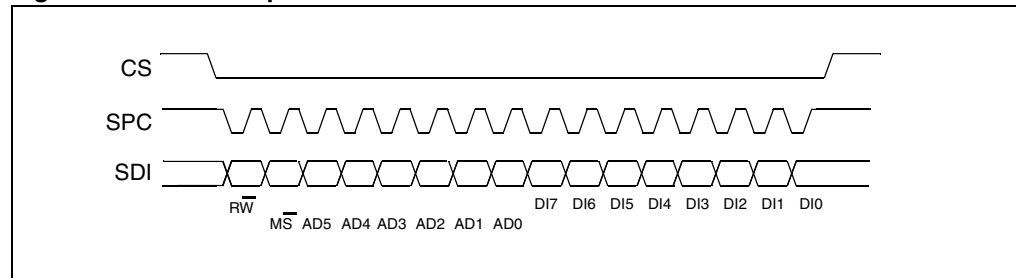 CS
SPC
SDI
RW DI7 DI6 DI5 DI4 DI3 DI2 DI1 DI0
MS AD5 AD4 AD3 AD2 AD1 AD0